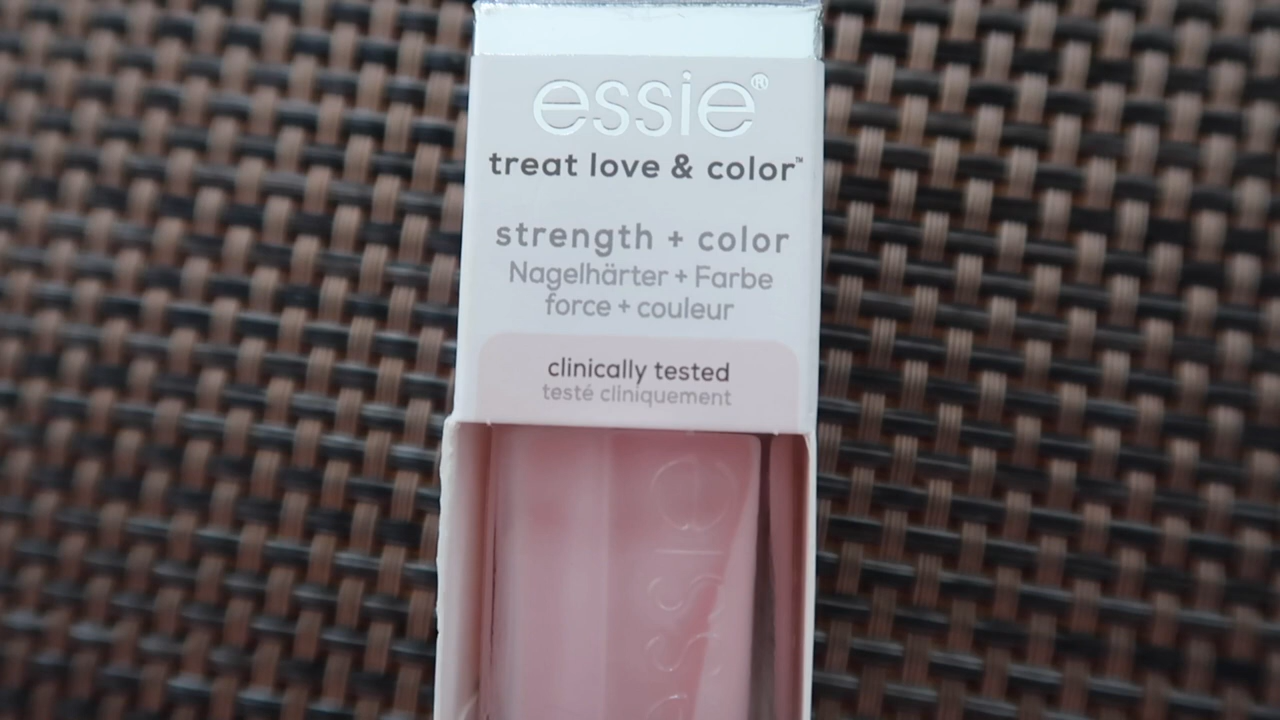 essie®
treat love & color™
strength + color
Nagelhärter + Farbe
force + couleur
clinically tested
testé cliniquement
essie